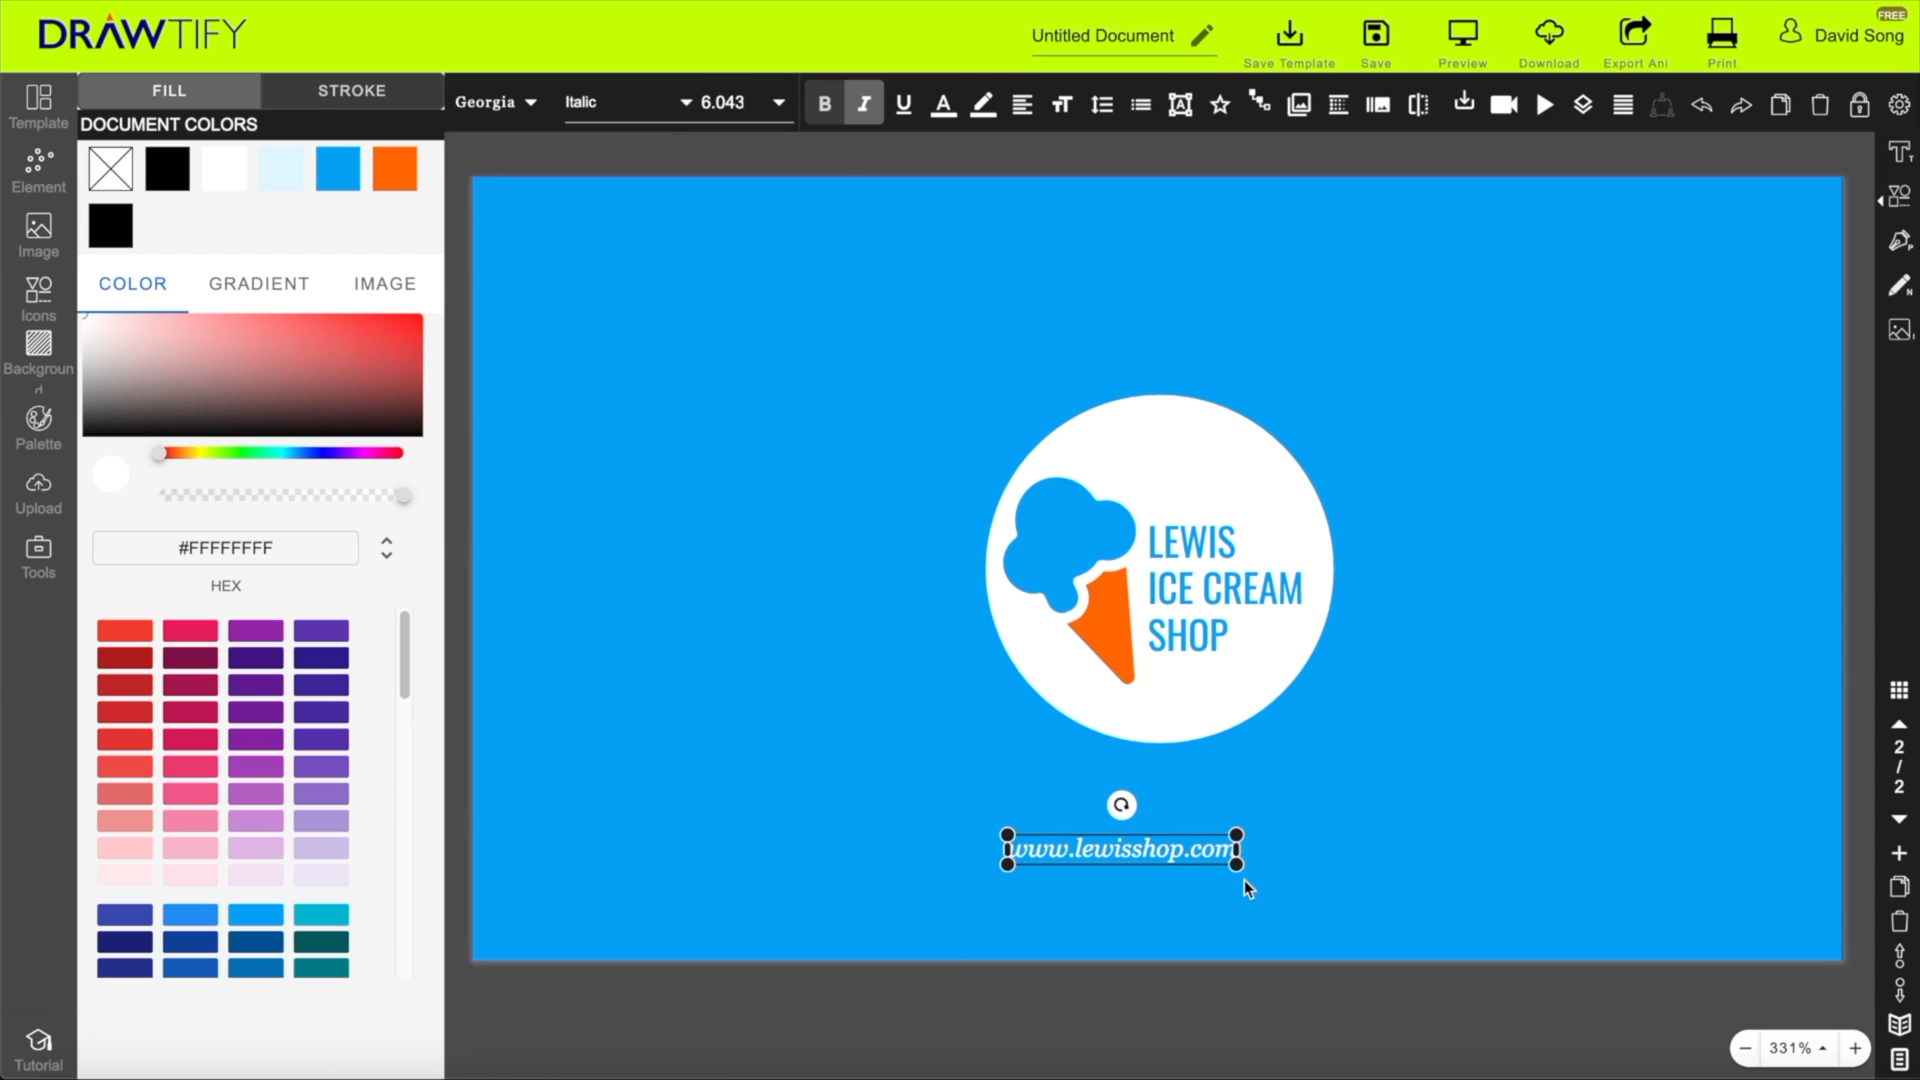 DRAWTIFY
Untitled Document
Save Template
Save
Preview
Download
Export Ani
Print
FREE
David Song
FILL
STROKE
Georgia
Italic
6.043
B
I
U
A
DOCUMENT COLORS
Template
Element
Image
Icons
Backgroun
d
Palette
Upload
Tools
Tutorial
COLOR
GRADIENT
IMAGE
#FFFFFFFF
HEX
LEWIS
ICE CREAM
SHOP
www.lewisshop.com
2
/
2
331%